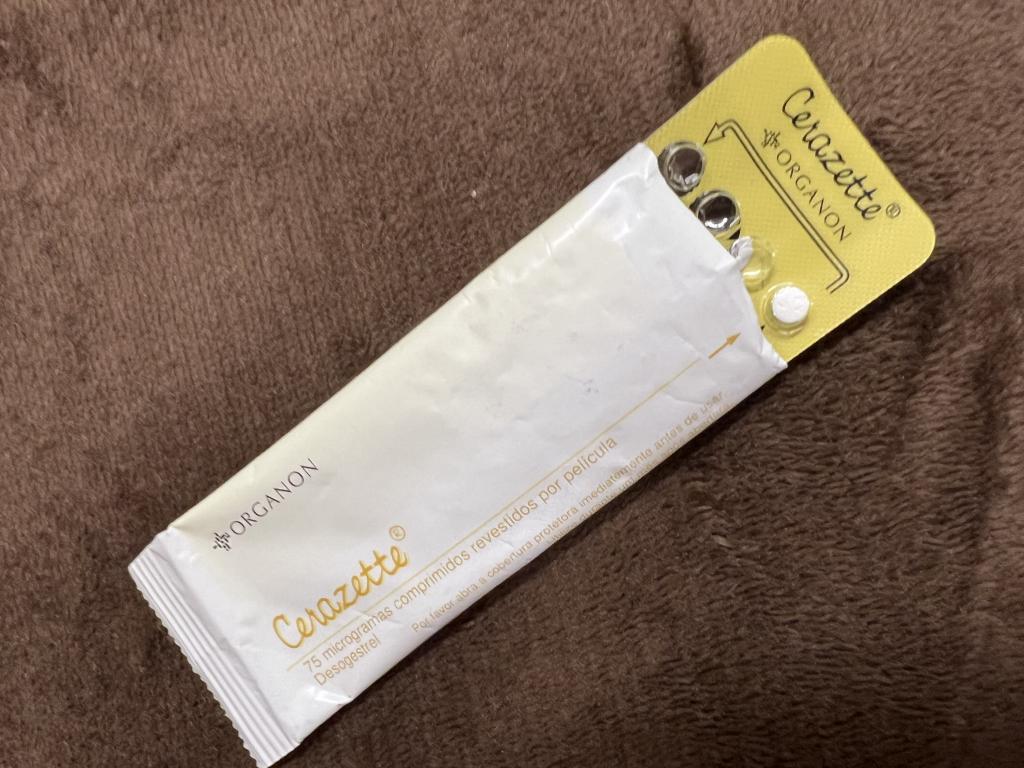 Cerazette®
ORGANON
ORGANON
Cerazette®
75 microgramas comprimidos revestidos por película
Desogestrel
Por favor abra a cobertura protetora imediatamente antes de usar